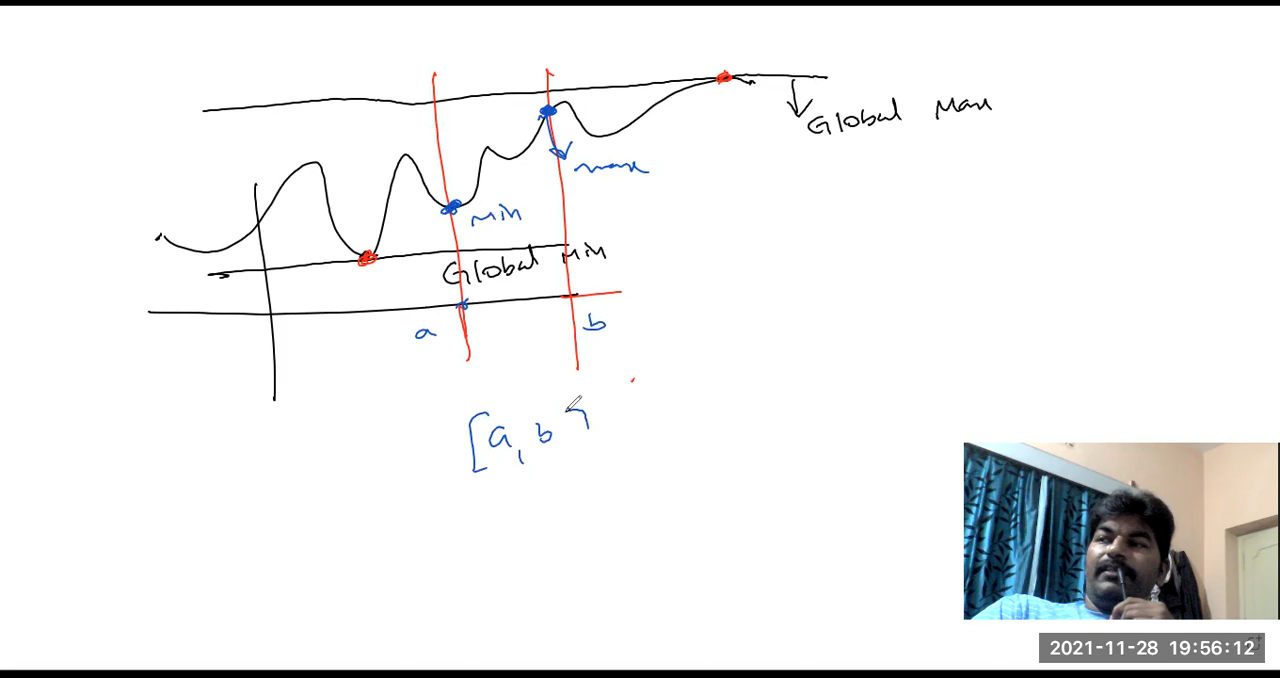 Global Max
max
Min
Global Min
a
b
[a, b]
2021-11-28 19:56:12